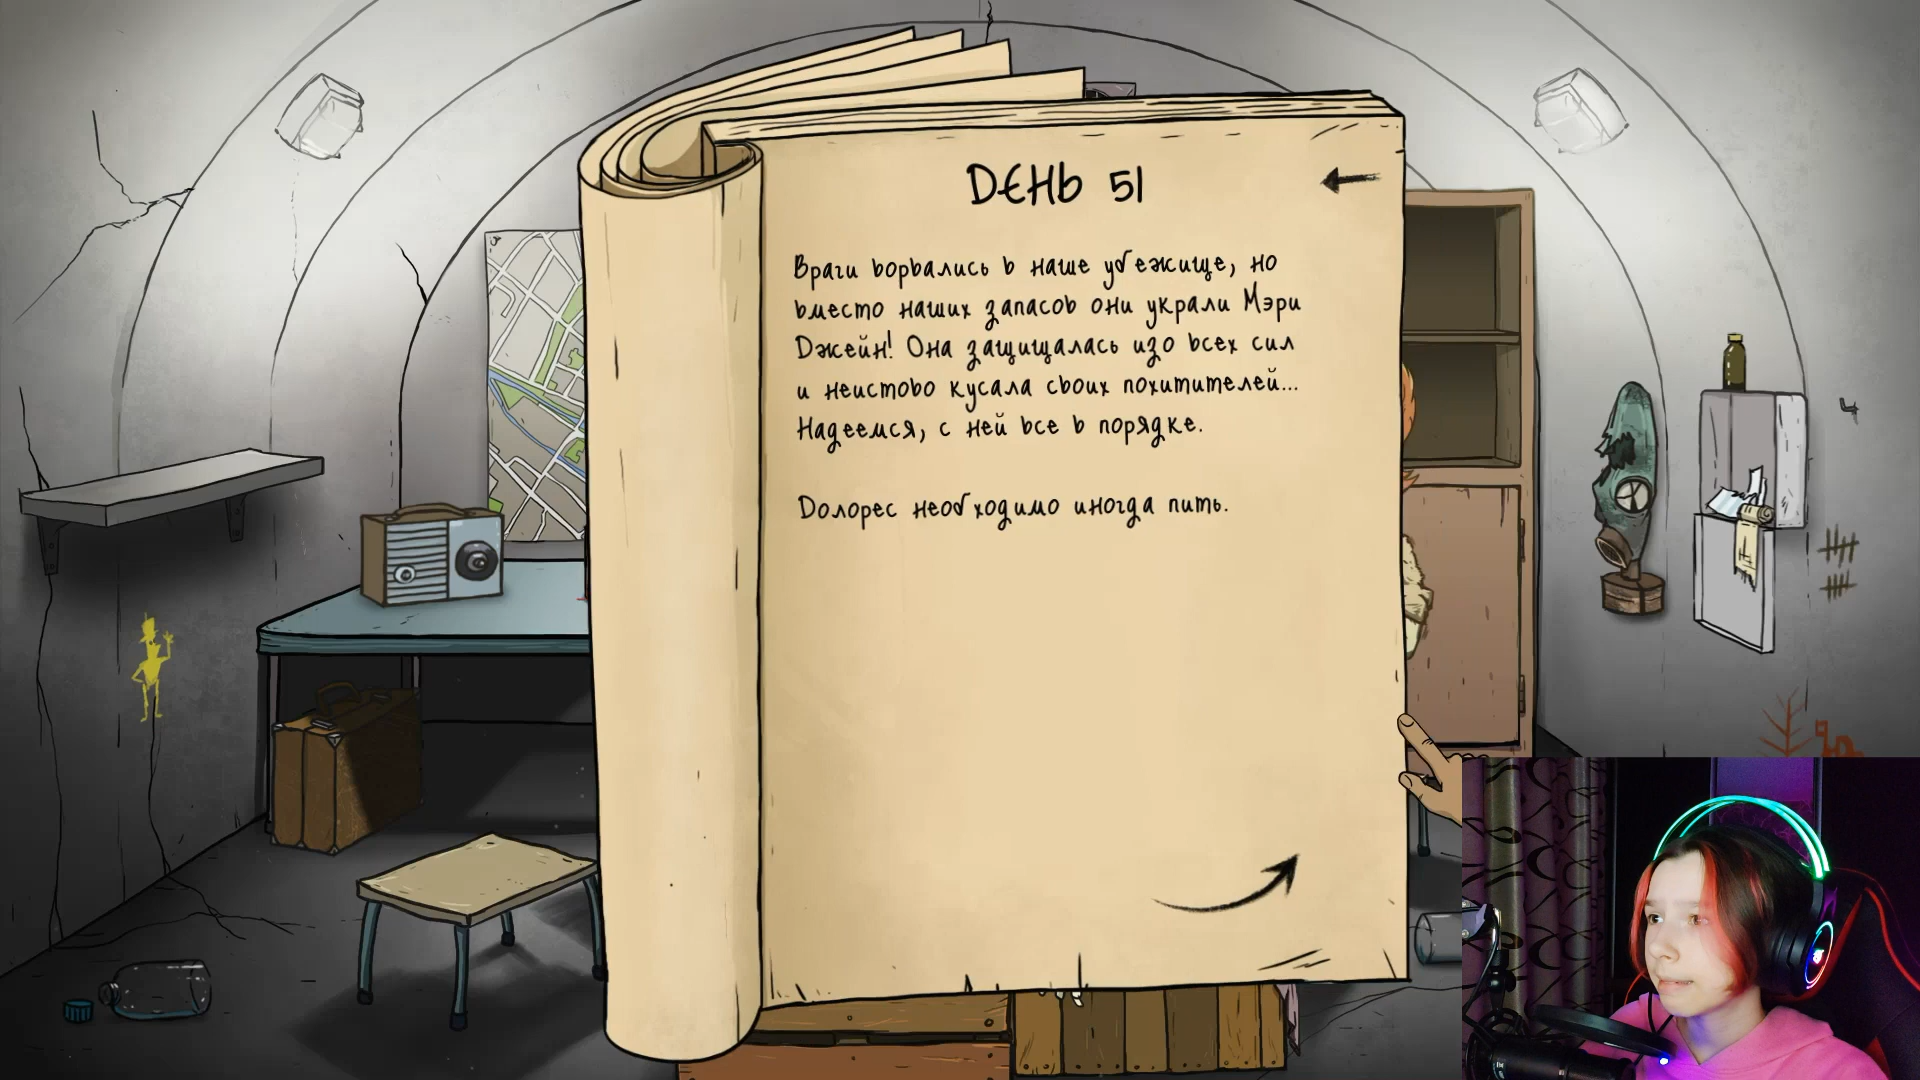 ДЕНЬ 51
Враги ворвались в наше убежище, но
вместо наших запасов они украли Мэри
Джейн! Она защищалась изо всех сил
и неистово кусала своих похитителей...
Надеемся, с ней все в порядке.
Долорес необходимо иногда пить.